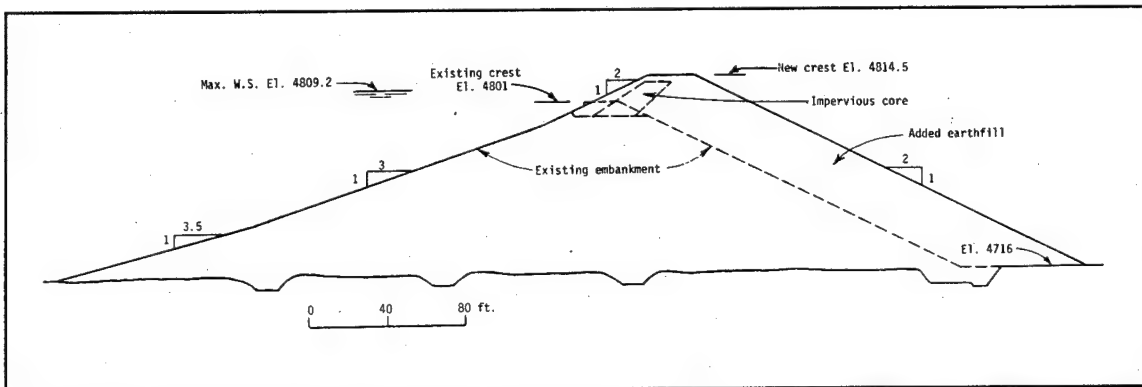 Max. W.S. El. 4809.2
Existing crest
El. 4801
2
1
New crest El. 4814.5
Impervious core
Added earthfill
3
1
Existing embankment
2
1
3.5
1
El. 4716
0 40 80 ft.